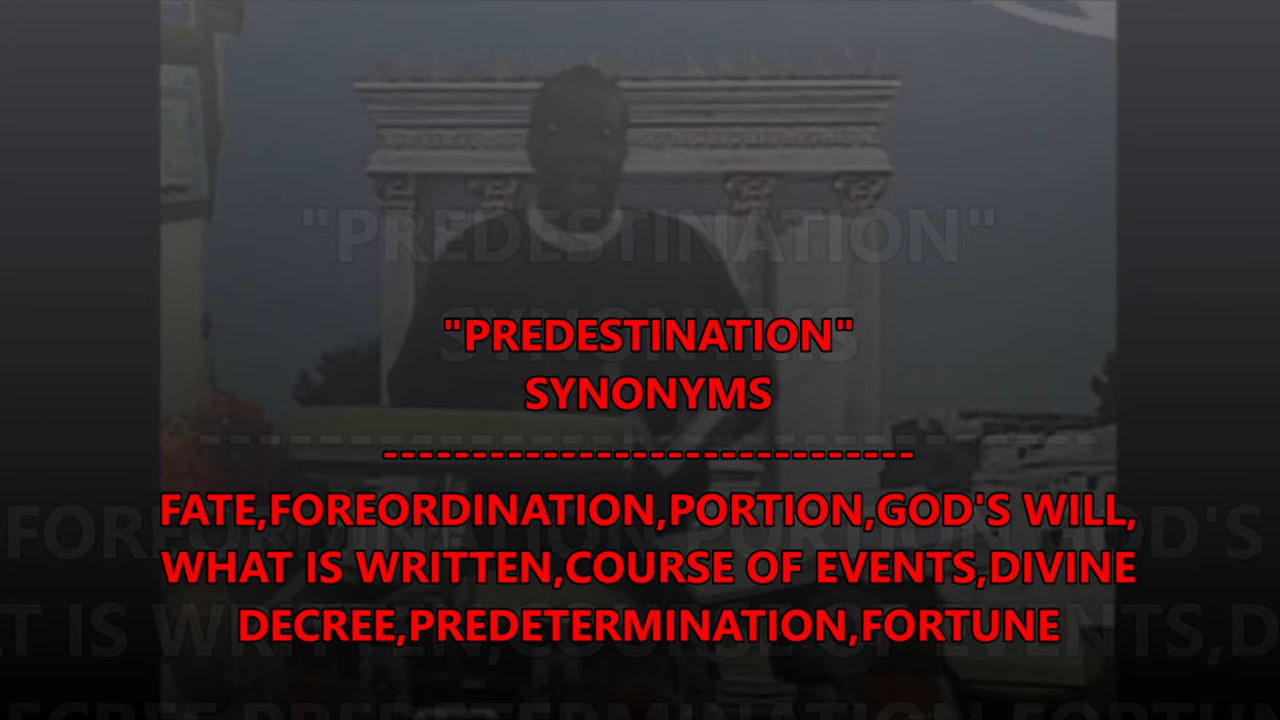 "PREDESTINATION"
SYNONYMS
------------------------------
FATE,FOREORDINATION,PORTION,GOD'S WILL,
WHAT IS WRITTEN,COURSE OF EVENTS,DIVINE
DECREE,PREDETERMINATION,FORTUNE